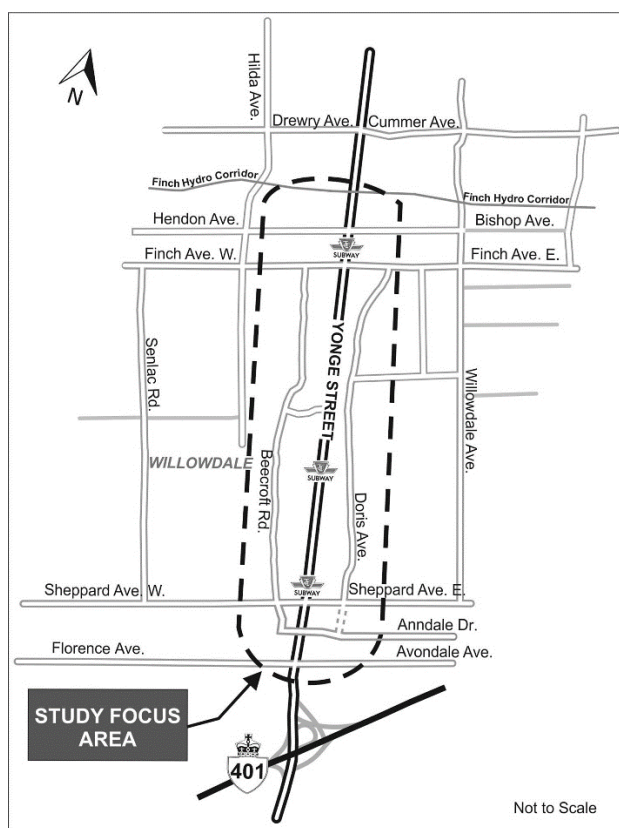 N
Hilda Ave.
Drewry Ave.
Cummer Ave.
Finch Hydro Corridor
Finch Hydro Corridor
Hendon Ave.
Bishop Ave.
SUBWAY
Finch Ave. W.
Finch Ave. E.
YONGE STREET
Senlac Rd.
Willowdale Ave.
WILLOWDALE
Beecroft Rd.
SUBWAY
Doris Ave.
SUBWAY
Sheppard Ave. W.
Sheppard Ave. E.
Anndale Dr.
Florence Ave.
Avondale Ave.
STUDY FOCUS
AREA
401
Not to Scale